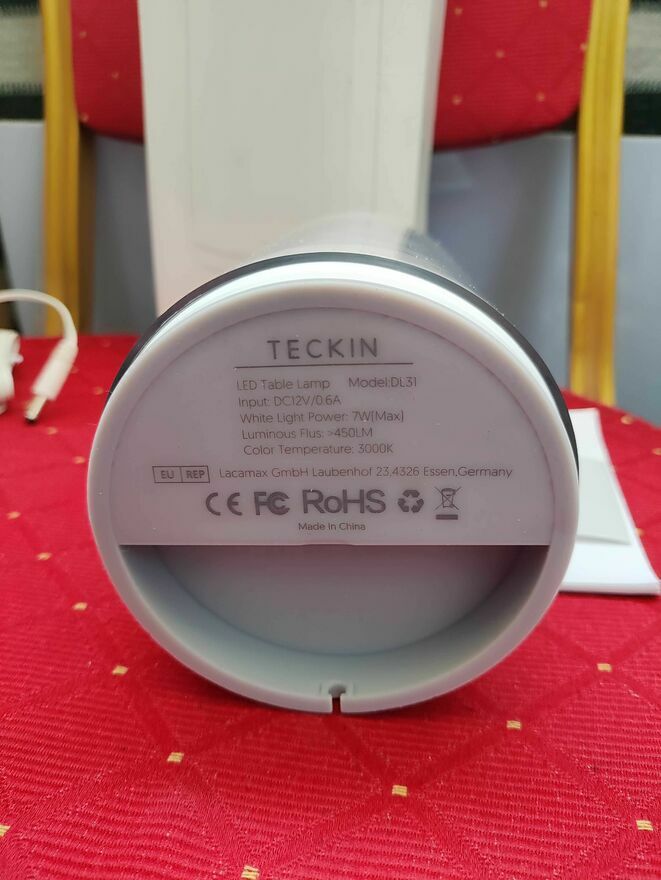 TECKIN
LED Table Lamp Model:DL31
Input: DC12V/0.6A
White Light Power: 7W(Max)
Luminous Flus: >450LM
Color Temperature: 3000K
EU REP Lacamax GmbH Laubenhof 23,4326 Essen,Germany
CE FC RoHS
Made In China